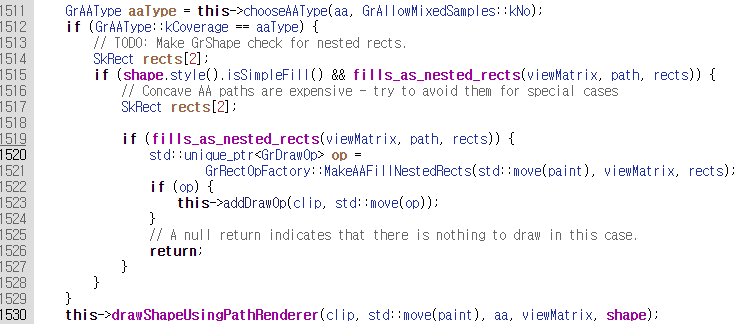 1511 GrAAType aaType = this->chooseAAType(aa, GrAllowMixedSamples::kNo);
1512 if (GrAAType::kCoverage == aaType) {
1513 // TODO: Make GrShape check for nested rects.
1514 SkRect rects[2];
1515 if (shape.style().isSimpleFill() && fills_as_nested_rects(viewMatrix, path, rects)) {
1516 // Concave AA paths are expensive - try to avoid them for special cases
1517 SkRect rects[2];
1518
1519 if (fills_as_nested_rects(viewMatrix, path, rects)) {
1520 std::unique_ptr<GrDrawOp> op =
1521 GrRectOpFactory::MakeAAFillNestedRects(std::move(paint), viewMatrix, rects);
1522 if (op) {
1523 this->addDrawOp(clip, std::move(op));
1524 }
1525 // A null return indicates that there is nothing to draw in this case.
1526 return;
1527 }
1528 }
1529 }
1530 this->drawShapeUsingPathRenderer(clip, std::move(paint), aa, viewMatrix, shape);